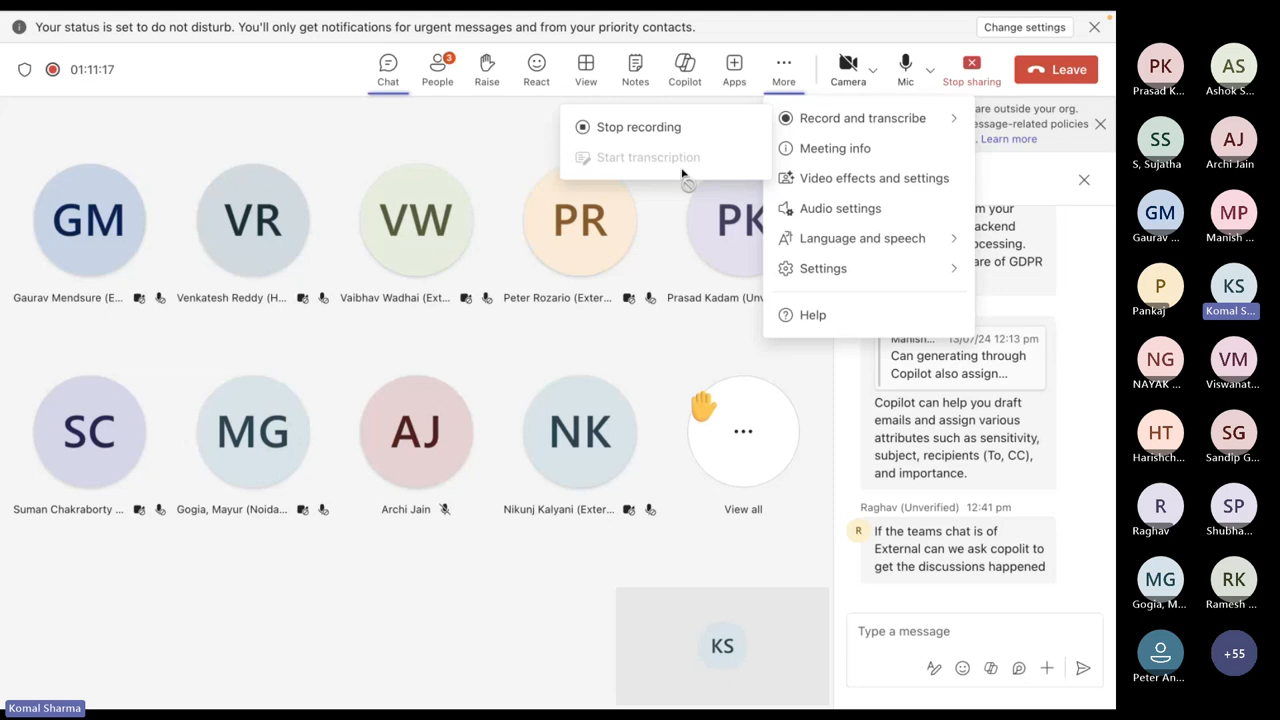 Your status is set to do not disturb. You'll only get notifications for urgent messages and from your priority contacts.
Change settings
01:11:17
Chat
3
People
Raise
React
View
Notes
Copilot
Apps
More
Camera
Mic
Stop sharing
Leave
Stop recording
Start transcription
Record and transcribe
Meeting info
Video effects and settings
Audio settings
Language and speech
Settings
Help
are outside your org.
essage-related policies
. Learn more
m your
ackend
ocessing.
are of GDPR
Manish... 13/07/24 12:13 pm
Can generating through
Copilot also assign...
Copilot can help you draft
emails and assign various
attributes such as sensitivity,
subject, recipients (To, CC),
and importance.
Raghav (Unverified) 12:41 pm
R
If the teams chat is of
External can we ask copolit to
get the discussions happened
Type a message
GM
VR
VW
PR
PK
Gaurav Mendsure (E...
Venkatesh Reddy (H...
Vaibhav Wadhai (Ext...
Peter Rozario (Exter...
Prasad Kadam (Unv
SC
MG
AJ
NK
...
Suman Chakraborty ...
Gogia, Mayur (Noida...
Archi Jain
Nikunj Kalyani (Exter...
View all
KS
Komal Sharma
PK
AS
Prasad K...
Ashok S...
SS
AJ
S, Sujatha
Archi Jain
GM
MP
Gaurav ...
Manish ...
P
KS
Pankaj
Komal S...
NG
VM
NAYAK ...
Viswanat...
HT
SG
Harishch...
Sandip G...
R
SP
Raghav
Shubha...
MG
RK
Gogia, M...
Ramesh ...
+55
Peter An...